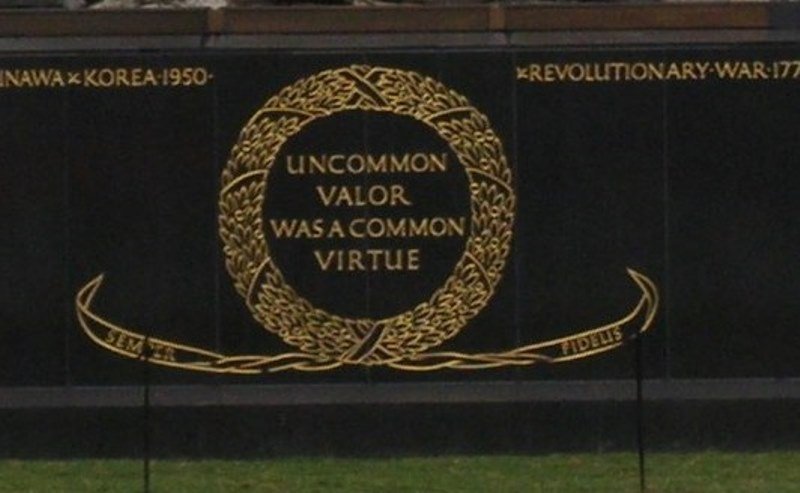 INAWA × KOREA·1950·
×REVOLUTIONARY·WAR·177
UNCOMMON
VALOR
WAS A COMMON
VIRTUE
SEMPER
FIDELIS